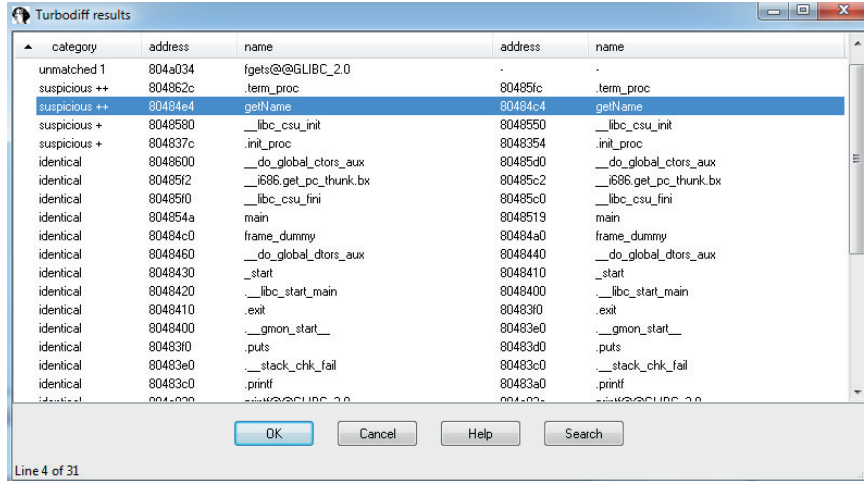 Turbodiff results
category address name address name
unmatched 1 804a034 fgets@@GLIBC_2.0 - -
suspicious ++ 804862c .term_proc 80485fc .term_proc
suspicious ++ 80484e4 getName 80484c4 getName
suspicious + 8048580 __libc_csu_init 8048550 __libc_csu_init
suspicious + 804837c .init_proc 8048354 .init_proc
identical 8048600 __do_global_ctors_aux 80485d0 __do_global_ctors_aux
identical 80485f2 __i686.get_pc_thunk.bx 80485c2 __i686.get_pc_thunk.bx
identical 80485f0 __libc_csu_fini 80485c0 __libc_csu_fini
identical 804854a main 8048519 main
identical 80484c0 frame_dummy 80484a0 frame_dummy
identical 8048460 __do_global_dtors_aux 8048440 __do_global_dtors_aux
identical 8048430 _start 8048410 _start
identical 8048420 .__libc_start_main 8048400 .__libc_start_main
identical 8048410 .exit 80483f0 .exit
identical 8048400 .__gmon_start__ 80483e0 .__gmon_start__
identical 80483f0 .puts 80483d0 .puts
identical 80483e0 .__stack_chk_fail 80483c0 .__stack_chk_fail
identical 80483c0 .printf 80483a0 .printf
OK Cancel Help Search
Line 4 of 31